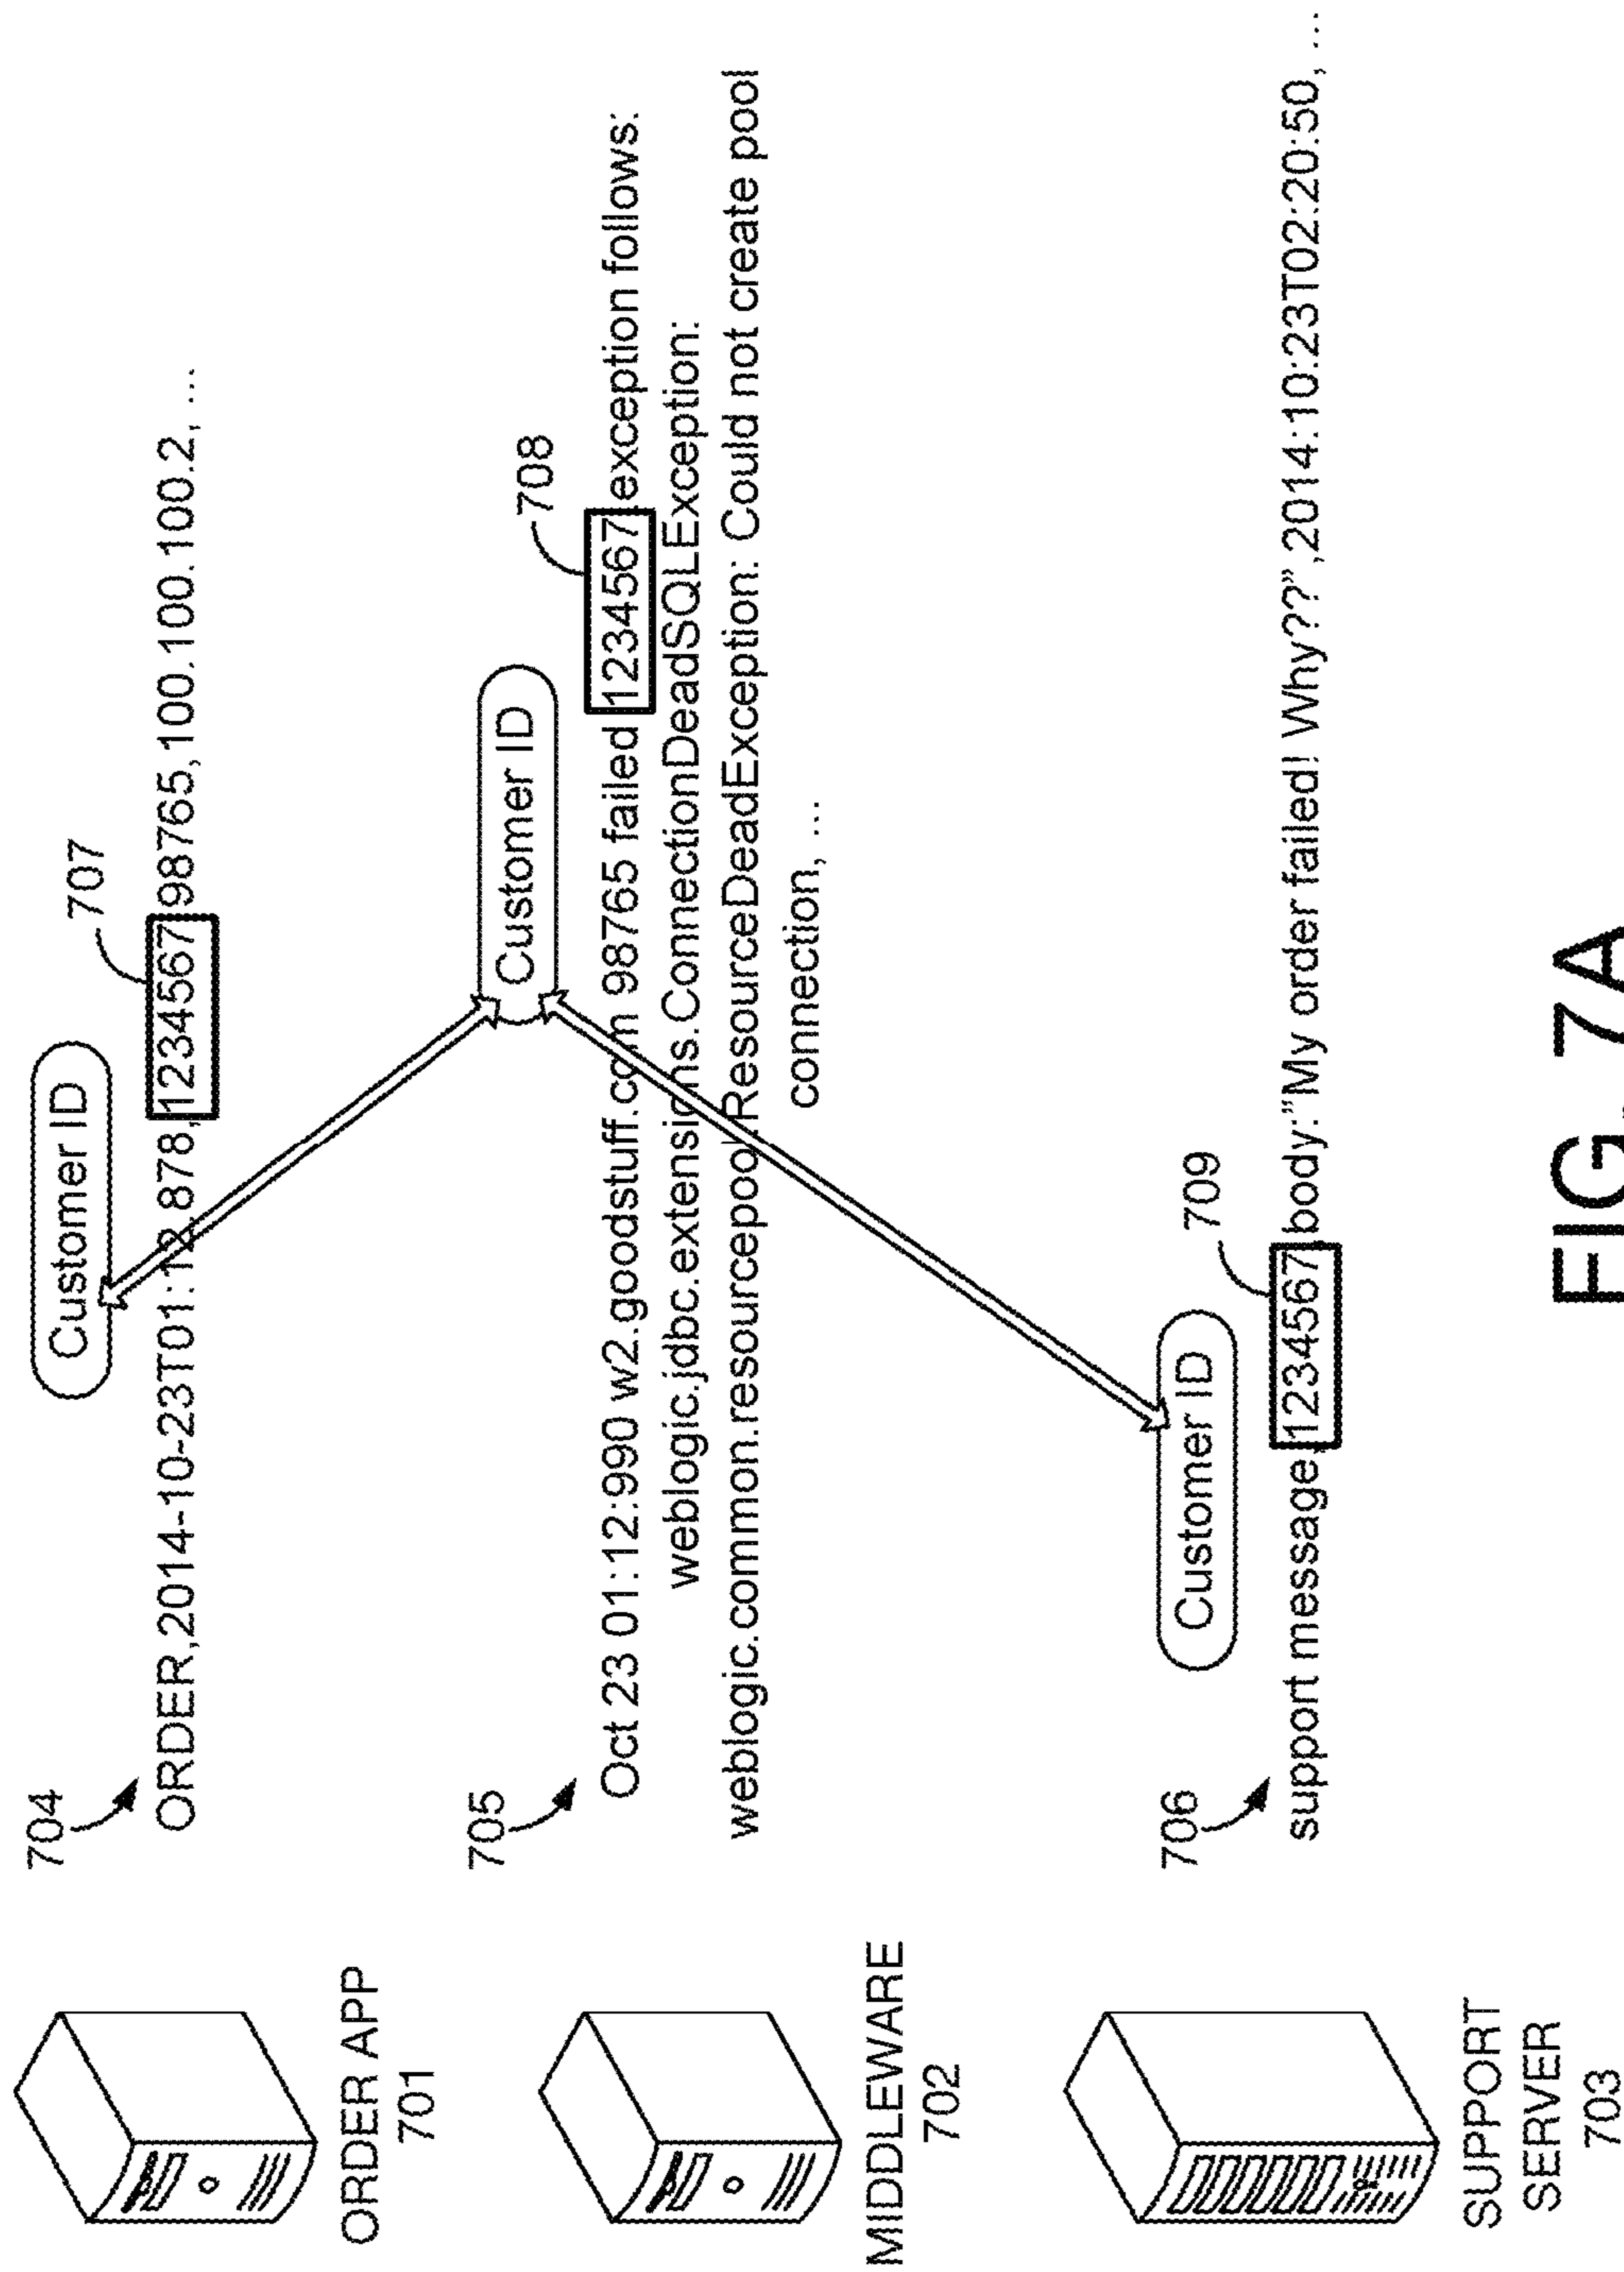 ORDER APP
701
704
Customer ID
707
ORDER,2014-10-23T01:12.878,1234567,98765,100.100.100.2, ...
MIDDLEWARE
702
705
Customer ID
708
Oct 23 01:12:990 w2.goodstuff.com 98765 failed 1234567 exception follows:
weblogic.jdbc.extensions.ConnectionDeadSQLException:
weblogic.common.resourcepool.ResourceDeadException: Could not create pool
connection, ...
SUPPORT
SERVER
703
706
Customer ID
709
support message,1234567,body:"My order failed! Why??",2014:10:23T02:20:50, ...
FIG. 7A